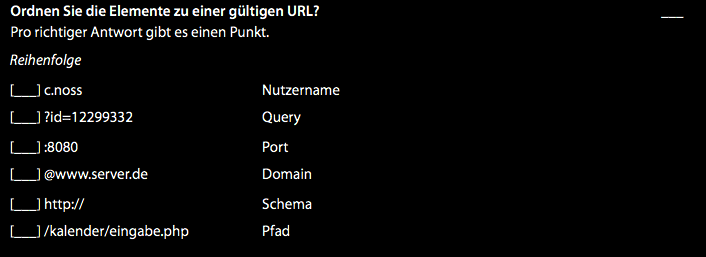 Ordnen Sie die Elemente zu einer gültigen URL? ___
Pro richtiger Antwort gibt es einen Punkt.
Reihenfolge
[___] c.noss Nutzername
[___] ?id=12299332 Query
[___] :8080 Port
[___] @www.server.de Domain
[___] http:// Schema
[___] /kalender/eingabe.php Pfad